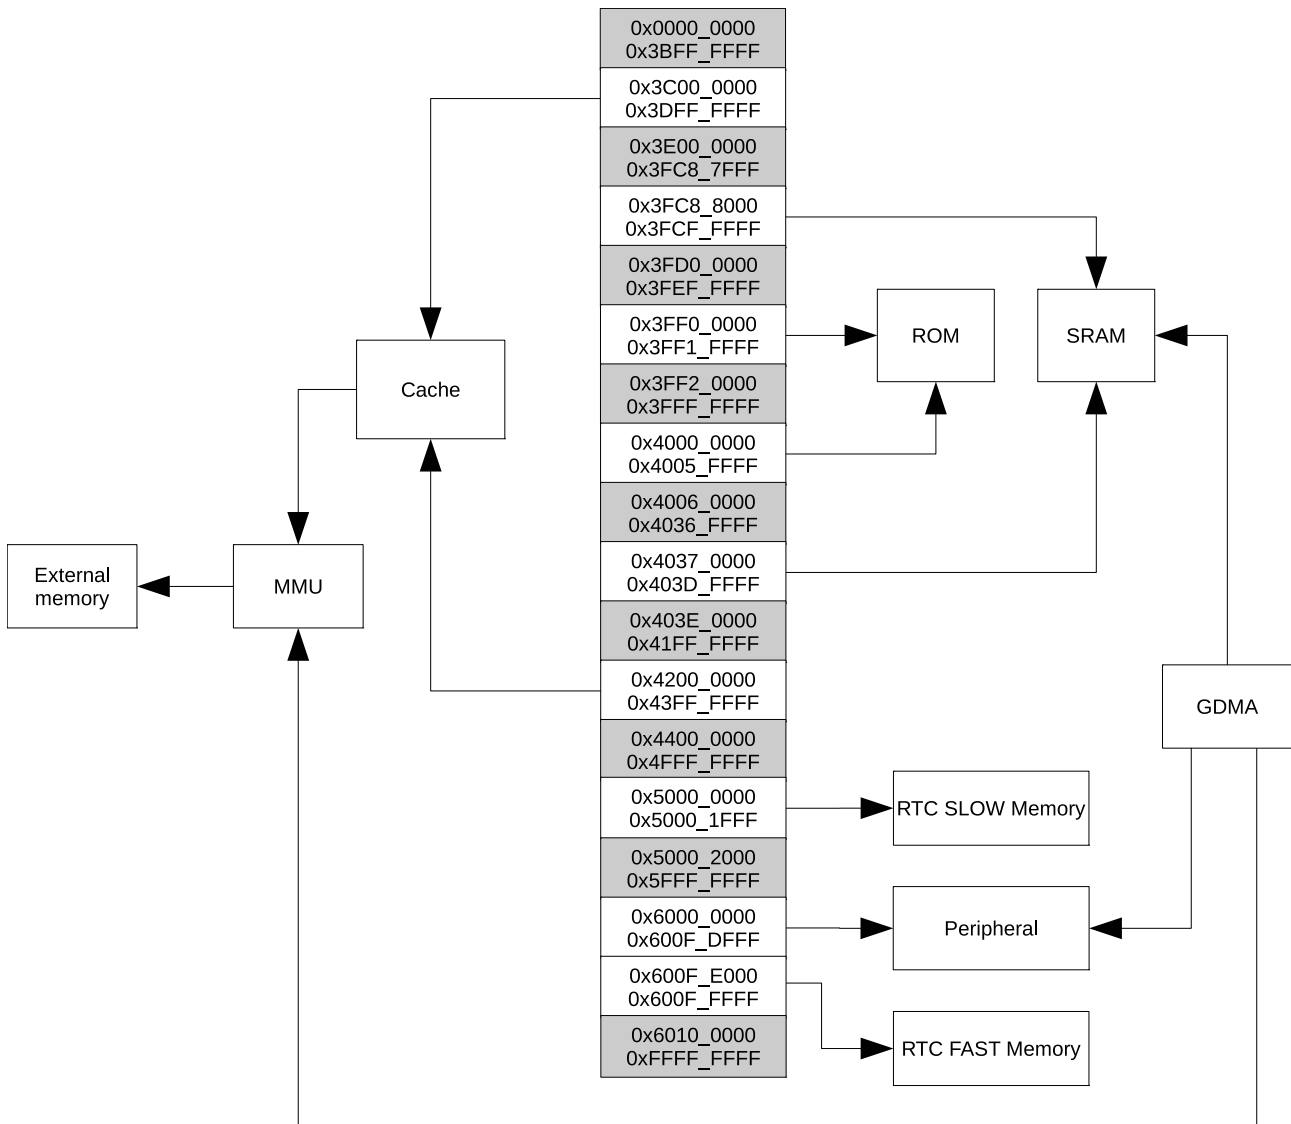 0x0000_0000
0x3BFF_FFFF
0x3C00_0000
0x3DFF_FFFF
0x3E00_0000
0x3FC8_7FFF
0x3FC8_8000
0x3FCF_FFFF
0x3FD0_0000
0x3FEF_FFFF
0x3FF0_0000
0x3FF1_FFFF
0x3FF2_0000
0x3FFF_FFFF
0x4000_0000
0x4005_FFFF
0x4006_0000
0x4036_FFFF
0x4037_0000
0x403D_FFFF
0x403E_0000
0x41FF_FFFF
0x4200_0000
0x43FF_FFFF
0x4400_0000
0x4FFF_FFFF
0x5000_0000
0x5000_1FFF
0x5000_2000
0x5FFF_FFFF
0x6000_0000
0x600F_DFFF
0x600F_E000
0x600F_FFFF
0x6010_0000
0xFFFF_FFFF
Cache
External
memory
MMU
ROM
SRAM
GDMA
RTC SLOW Memory
Peripheral
RTC FAST Memory